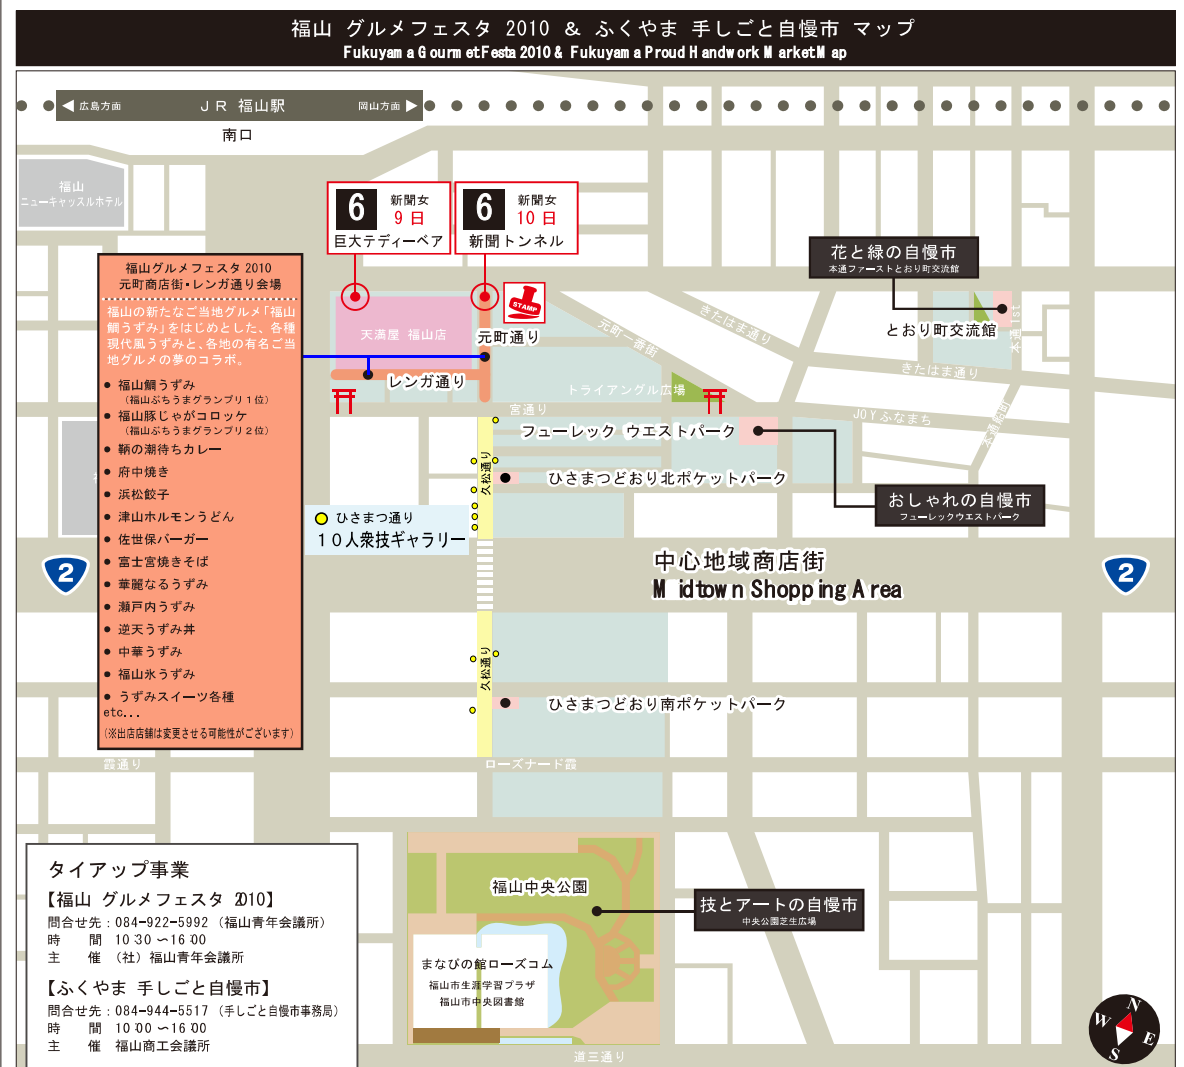 福山 グルメフェスタ 2010 & ふくやま 手しごと自慢市 マップ
Fukuyama Gourmet Festa 2010 & Fukuyama Proud Handwork Market Map
◀ 広島方面
JR 福山駅
岡山方面 ▶
南口
福山
ニューキャッスルホテル
6 新聞女
9日
巨大テディーベア
6 新聞女
10日
新聞トンネル
花と緑の自慢市
本通ファーストとおり町交流館
STAMP
天満屋 福山店
元町通り
レンガ通り
元町一番街
きたはま通り
とおり町交流館
本通 1st
きたはま通り
トライアングル広場
宮通り
JOYふなまち
本通船町
フューレック ウエストパーク
久松通り
ひさまつどおり北ポケットパーク
おしゃれの自慢市
フューレックウエストパーク
福山グルメフェスタ 2010
元町商店街・レンガ通り会場
福山の新たなご当地グルメ「福山
鯛うずみ」をはじめとした、各種
現代風うずみと、各地の有名ご当
地グルメの夢のコラボ。
● 福山鯛うずみ
(福山ぶちうまグランプリ1位)
● 福山豚じゃがコロッケ
(福山ぶちうまグランプリ2位)
● 鞆の潮待ちカレー
● 府中焼き
● 浜松餃子
● 津山ホルモンうどん
● 佐世保バーガー
● 富士宮焼きそば
● 華麗なるうずみ
● 瀬戸内うずみ
● 逆天うずみ丼
● 中華うずみ
● 福山氷うずみ
● うずみスイーツ各種
etc...
(※出店店舗は変更させる可能性がございます)
ひさまつ通り
10人衆技ギャラリー
2
中心地域商店街
Midtown Shopping Area
2
久松通り
ひさまつどおり南ポケットパーク
霞通り
ローズナード霞
福山中央公園
技とアートの自慢市
中央公園芝生広場
まなびの館ローズコム
福山市生涯学習プラザ
福山市中央図書館
道三通り
タイアップ事業
【福山 グルメフェスタ 2010】
問合せ先：084-922-5992 (福山青年会議所)
時 間 10:30 〜16:00
主 催 (社) 福山青年会議所
【ふくやま 手しごと自慢市】
問合せ先：084-944-5517 (手しごと自慢市事務局)
時 間 10:00 〜16:00
主 催 福山商工会議所
N
W
E
S